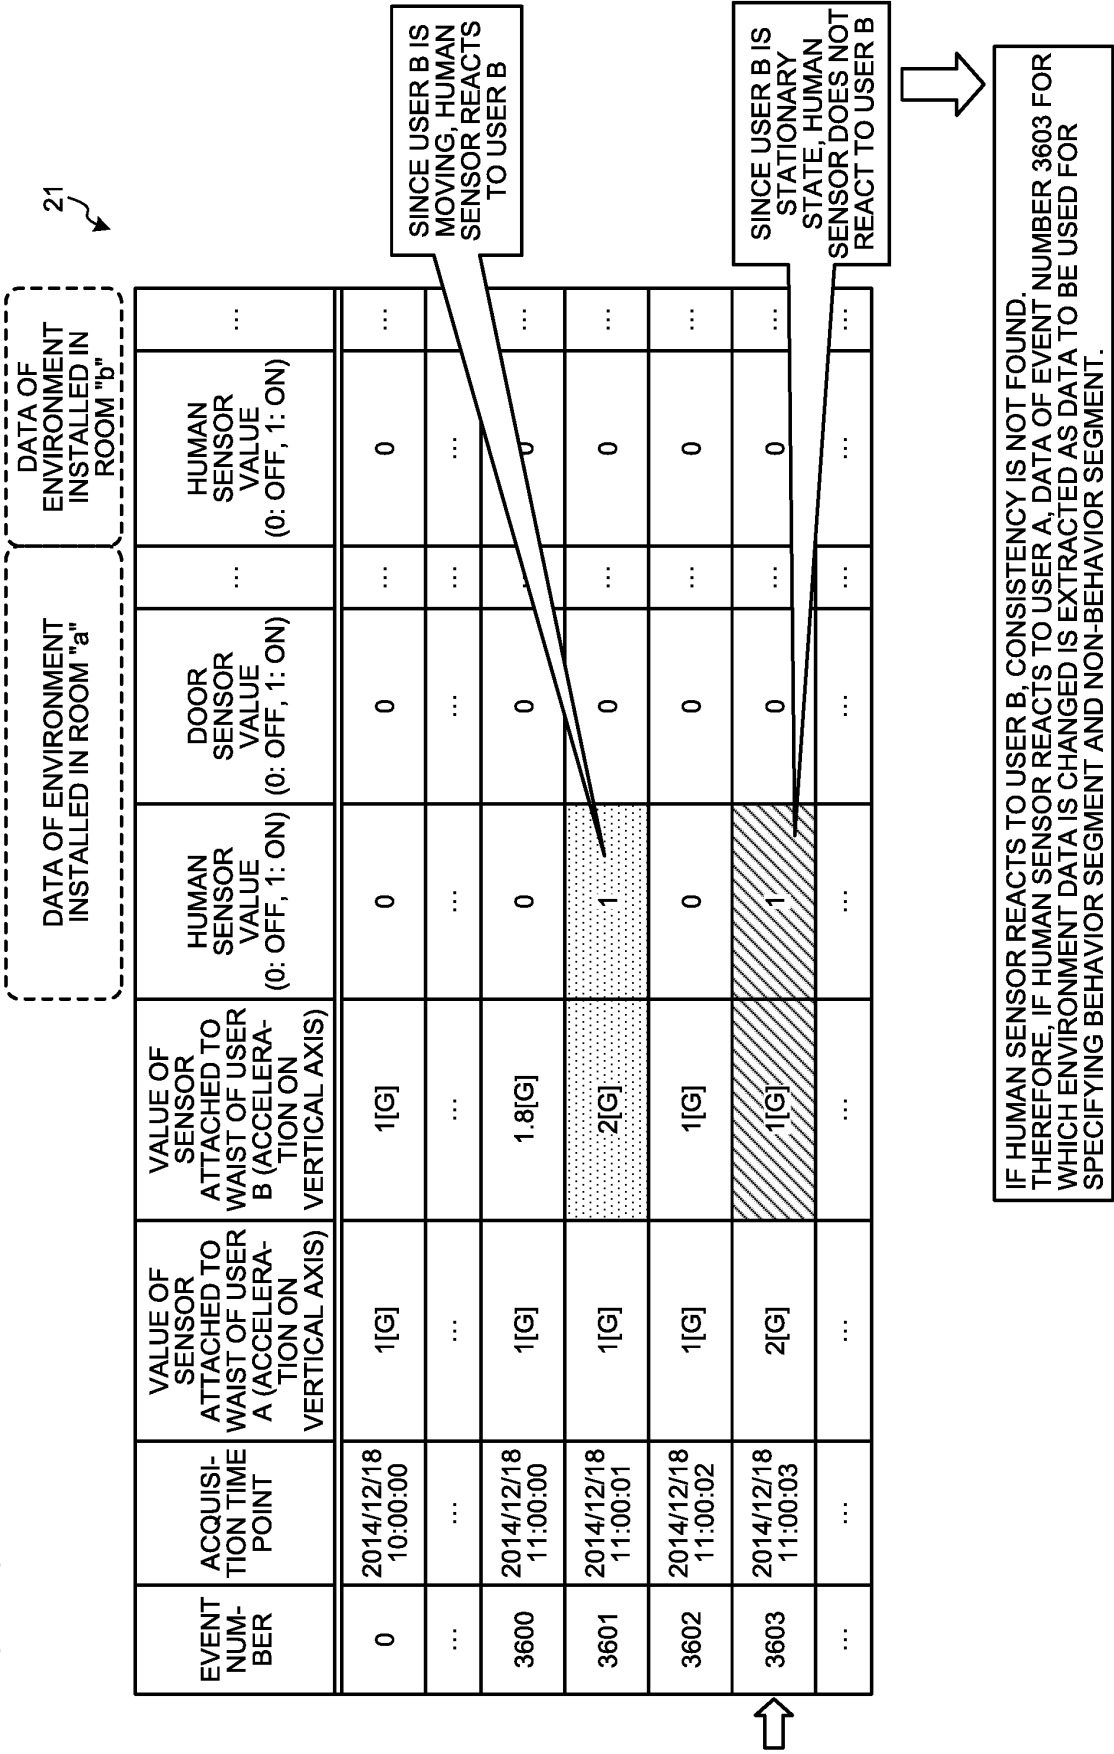 21
DATA OF ENVIRONMENT
INSTALLED IN ROOM "a"
DATA OF
ENVIRONMENT
INSTALLED IN
ROOM "b"
EVENT
NUM-
BER
ACQUISI-
TION TIME
POINT
VALUE OF
SENSOR
ATTACHED TO
WAIST OF USER
A (ACCELERA-
TION ON
VERTICAL AXIS)
VALUE OF
SENSOR
ATTACHED TO
WAIST OF USER
B (ACCELERA-
TION ON
VERTICAL AXIS)
HUMAN
SENSOR
VALUE
(0: OFF, 1: ON)
DOOR
SENSOR
VALUE
(0: OFF, 1: ON)
...
HUMAN
SENSOR
VALUE
(0: OFF, 1: ON)
...
0
2014/12/18
10:00:00
1[G]
1[G]
0
0
...
0
...
...
...
...
...
...
...
...
...
...
3600
2014/12/18
11:00:00
1[G]
1.8[G]
0
0
...
0
...
3601
2014/12/18
11:00:01
1[G]
2[G]
1
0
...
0
...
3602
2014/12/18
11:00:02
1[G]
1[G]
0
0
...
0
...
3603
2014/12/18
11:00:03
2[G]
1[G]
1
0
...
0
...
...
...
...
...
...
...
...
...
...
SINCE USER B IS
MOVING, HUMAN
SENSOR REACTS
TO USER B
SINCE USER B IS
STATIONARY
STATE, HUMAN
SENSOR DOES NOT
REACT TO USER B
IF HUMAN SENSOR REACTS TO USER B, CONSISTENCY IS NOT FOUND.
THEREFORE, IF HUMAN SENSOR REACTS TO USER A, DATA OF EVENT NUMBER 3603 FOR
WHICH ENVIRONMENT DATA IS CHANGED IS EXTRACTED AS DATA TO BE USED FOR
SPECIFYING BEHAVIOR SEGMENT AND NON-BEHAVIOR SEGMENT.